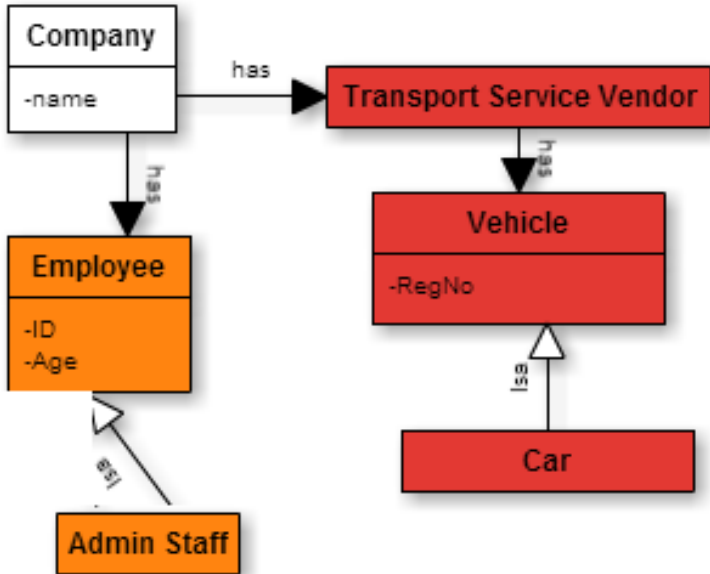 Company
-name
has
Transport Service Vendor
has
has
Employee
-ID
-Age
Vehicle
-RegNo
Isa
Isa
Car
Admin Staff